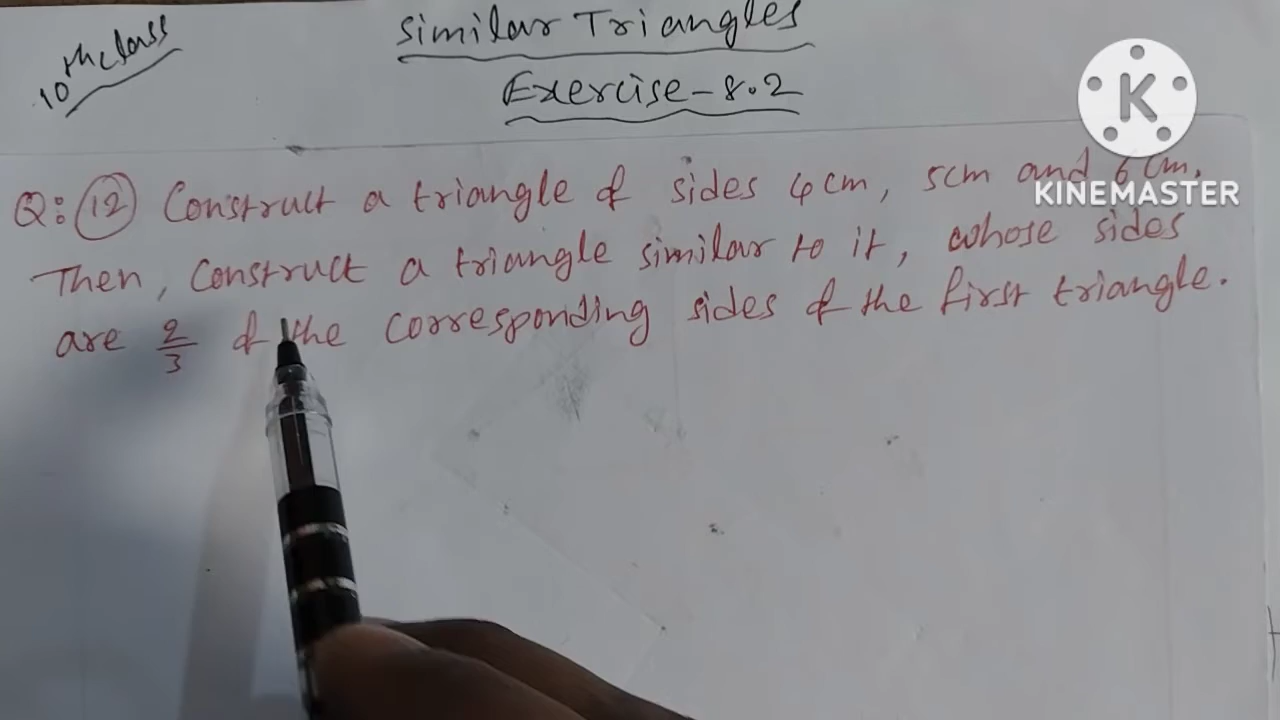 10th class
Similar Triangles
Exercise - 8.2
K
KINEMASTER
Q: 12 Construct a triangle of sides 4cm, 5cm and 6cm.
Then, construct a triangle similar to it, whose sides
are 2/3 of the corresponding sides of the first triangle.